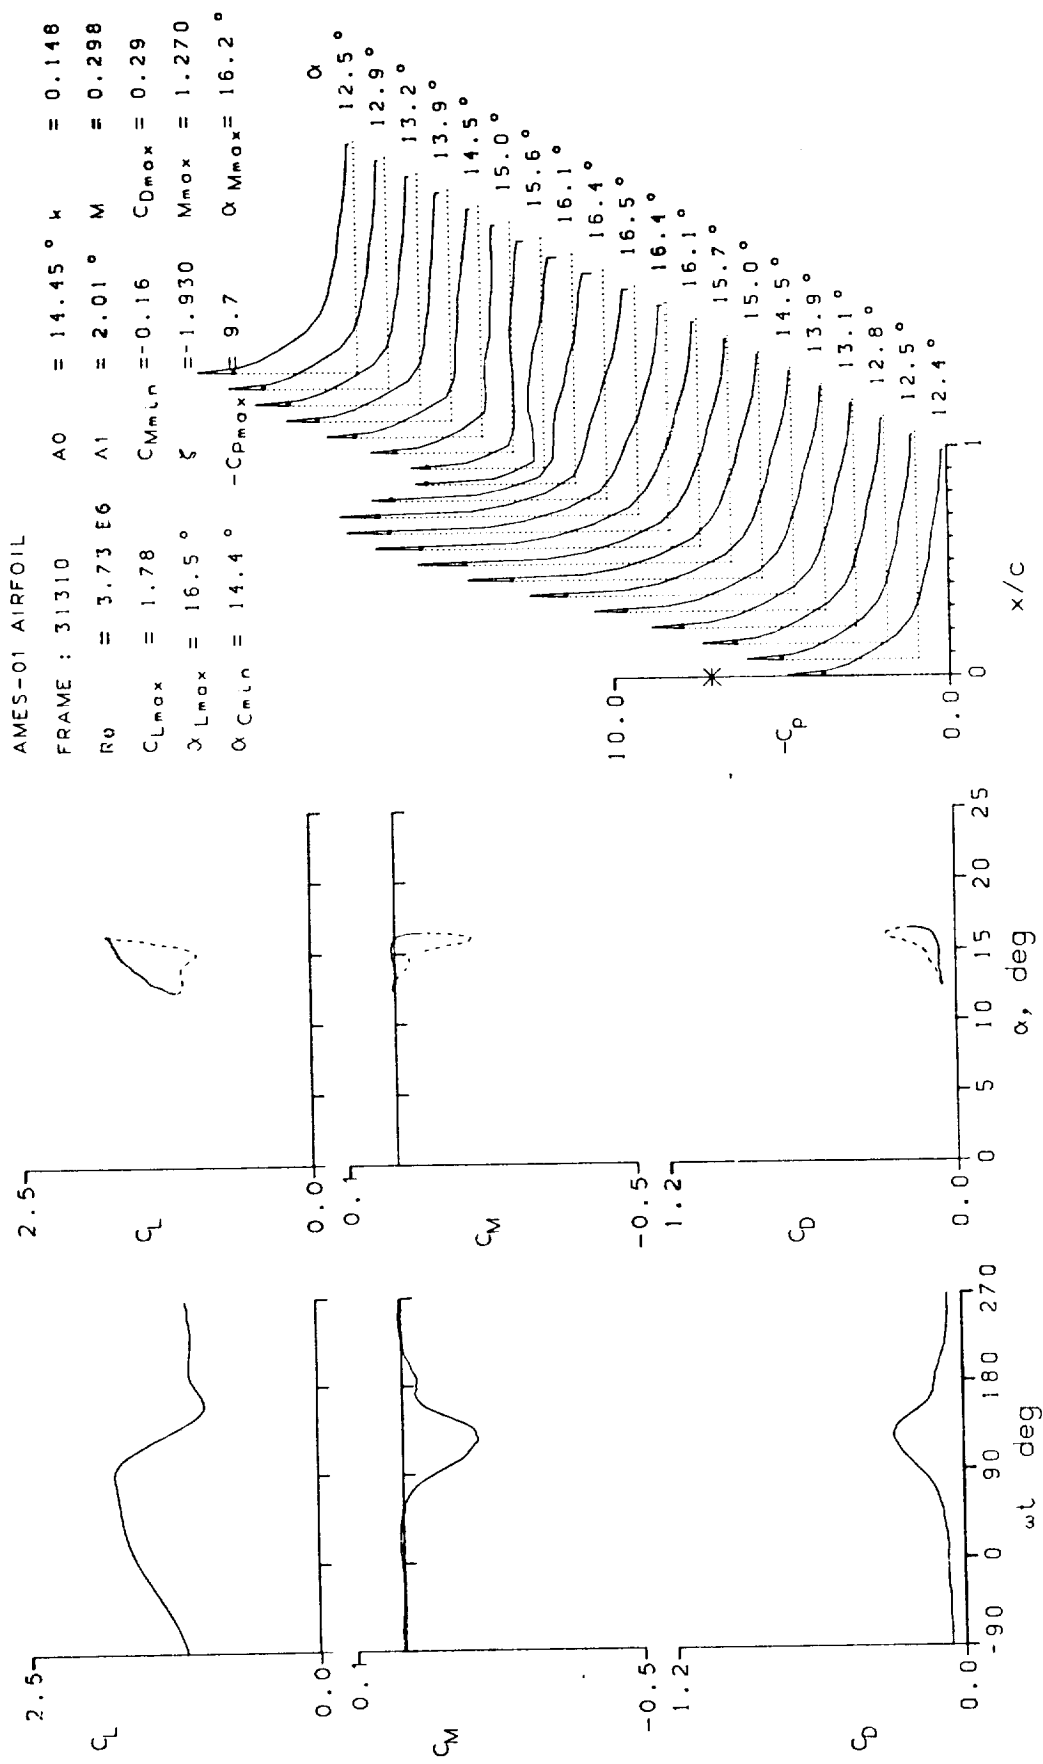 AMES-01 AIRFOIL
FRAME : 31310 A0 = 14.45° k = 0.148
Re = 3.73 E6 A1 = 2.01° M = 0.298
CLmax = 1.78 CMmin =-0.16 CDmax = 0.29
αLmax = 16.5° ζ =-1.930 Mmax = 1.270
αCmin = 14.4° -CPmax = 9.7 αMmax = 16.2°
2.5
CL
0.0
0.1
CM
-0.5
1.2
CD
0.0
-90 0 90 180 270
ωt deg
2.5
CL
0.0
0.1
CM
-0.5
1.2
CD
0.0
0 5 10 15 20 25
α, deg
α
12.5°
12.9°
13.2°
13.9°
14.5°
15.0°
15.6°
16.1°
16.4°
16.5°
16.4°
16.1°
15.7°
15.0°
14.5°
13.9°
13.1°
12.8°
12.5°
12.4°
10.0
-Cp
0.0
0 1
x/c